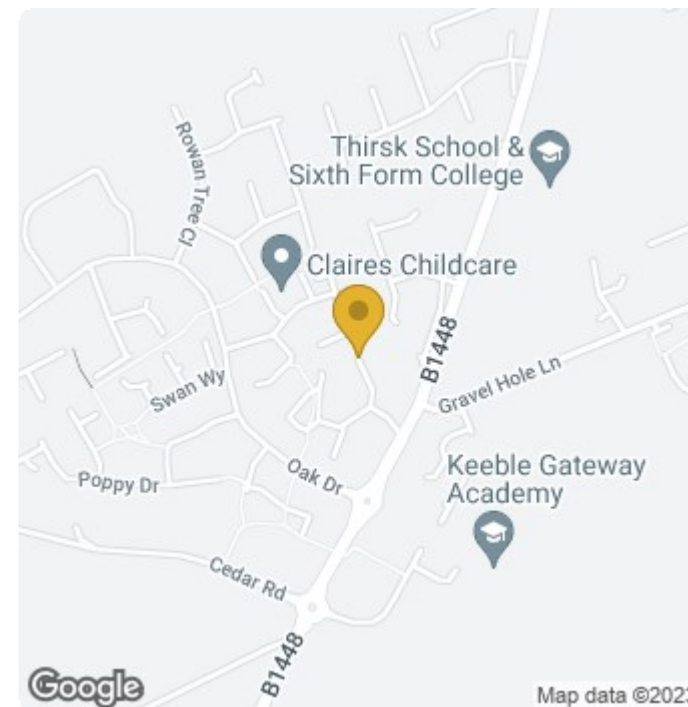 Thirsk School &
Sixth Form College
Rowan Tree Cl
Claires Childcare
B1448
Swan Wy
Gravel Hole Ln
Keeble Gateway
Academy
Oak Dr
Poppy Dr
Cedar Rd
B1448
Google
Map data ©2023